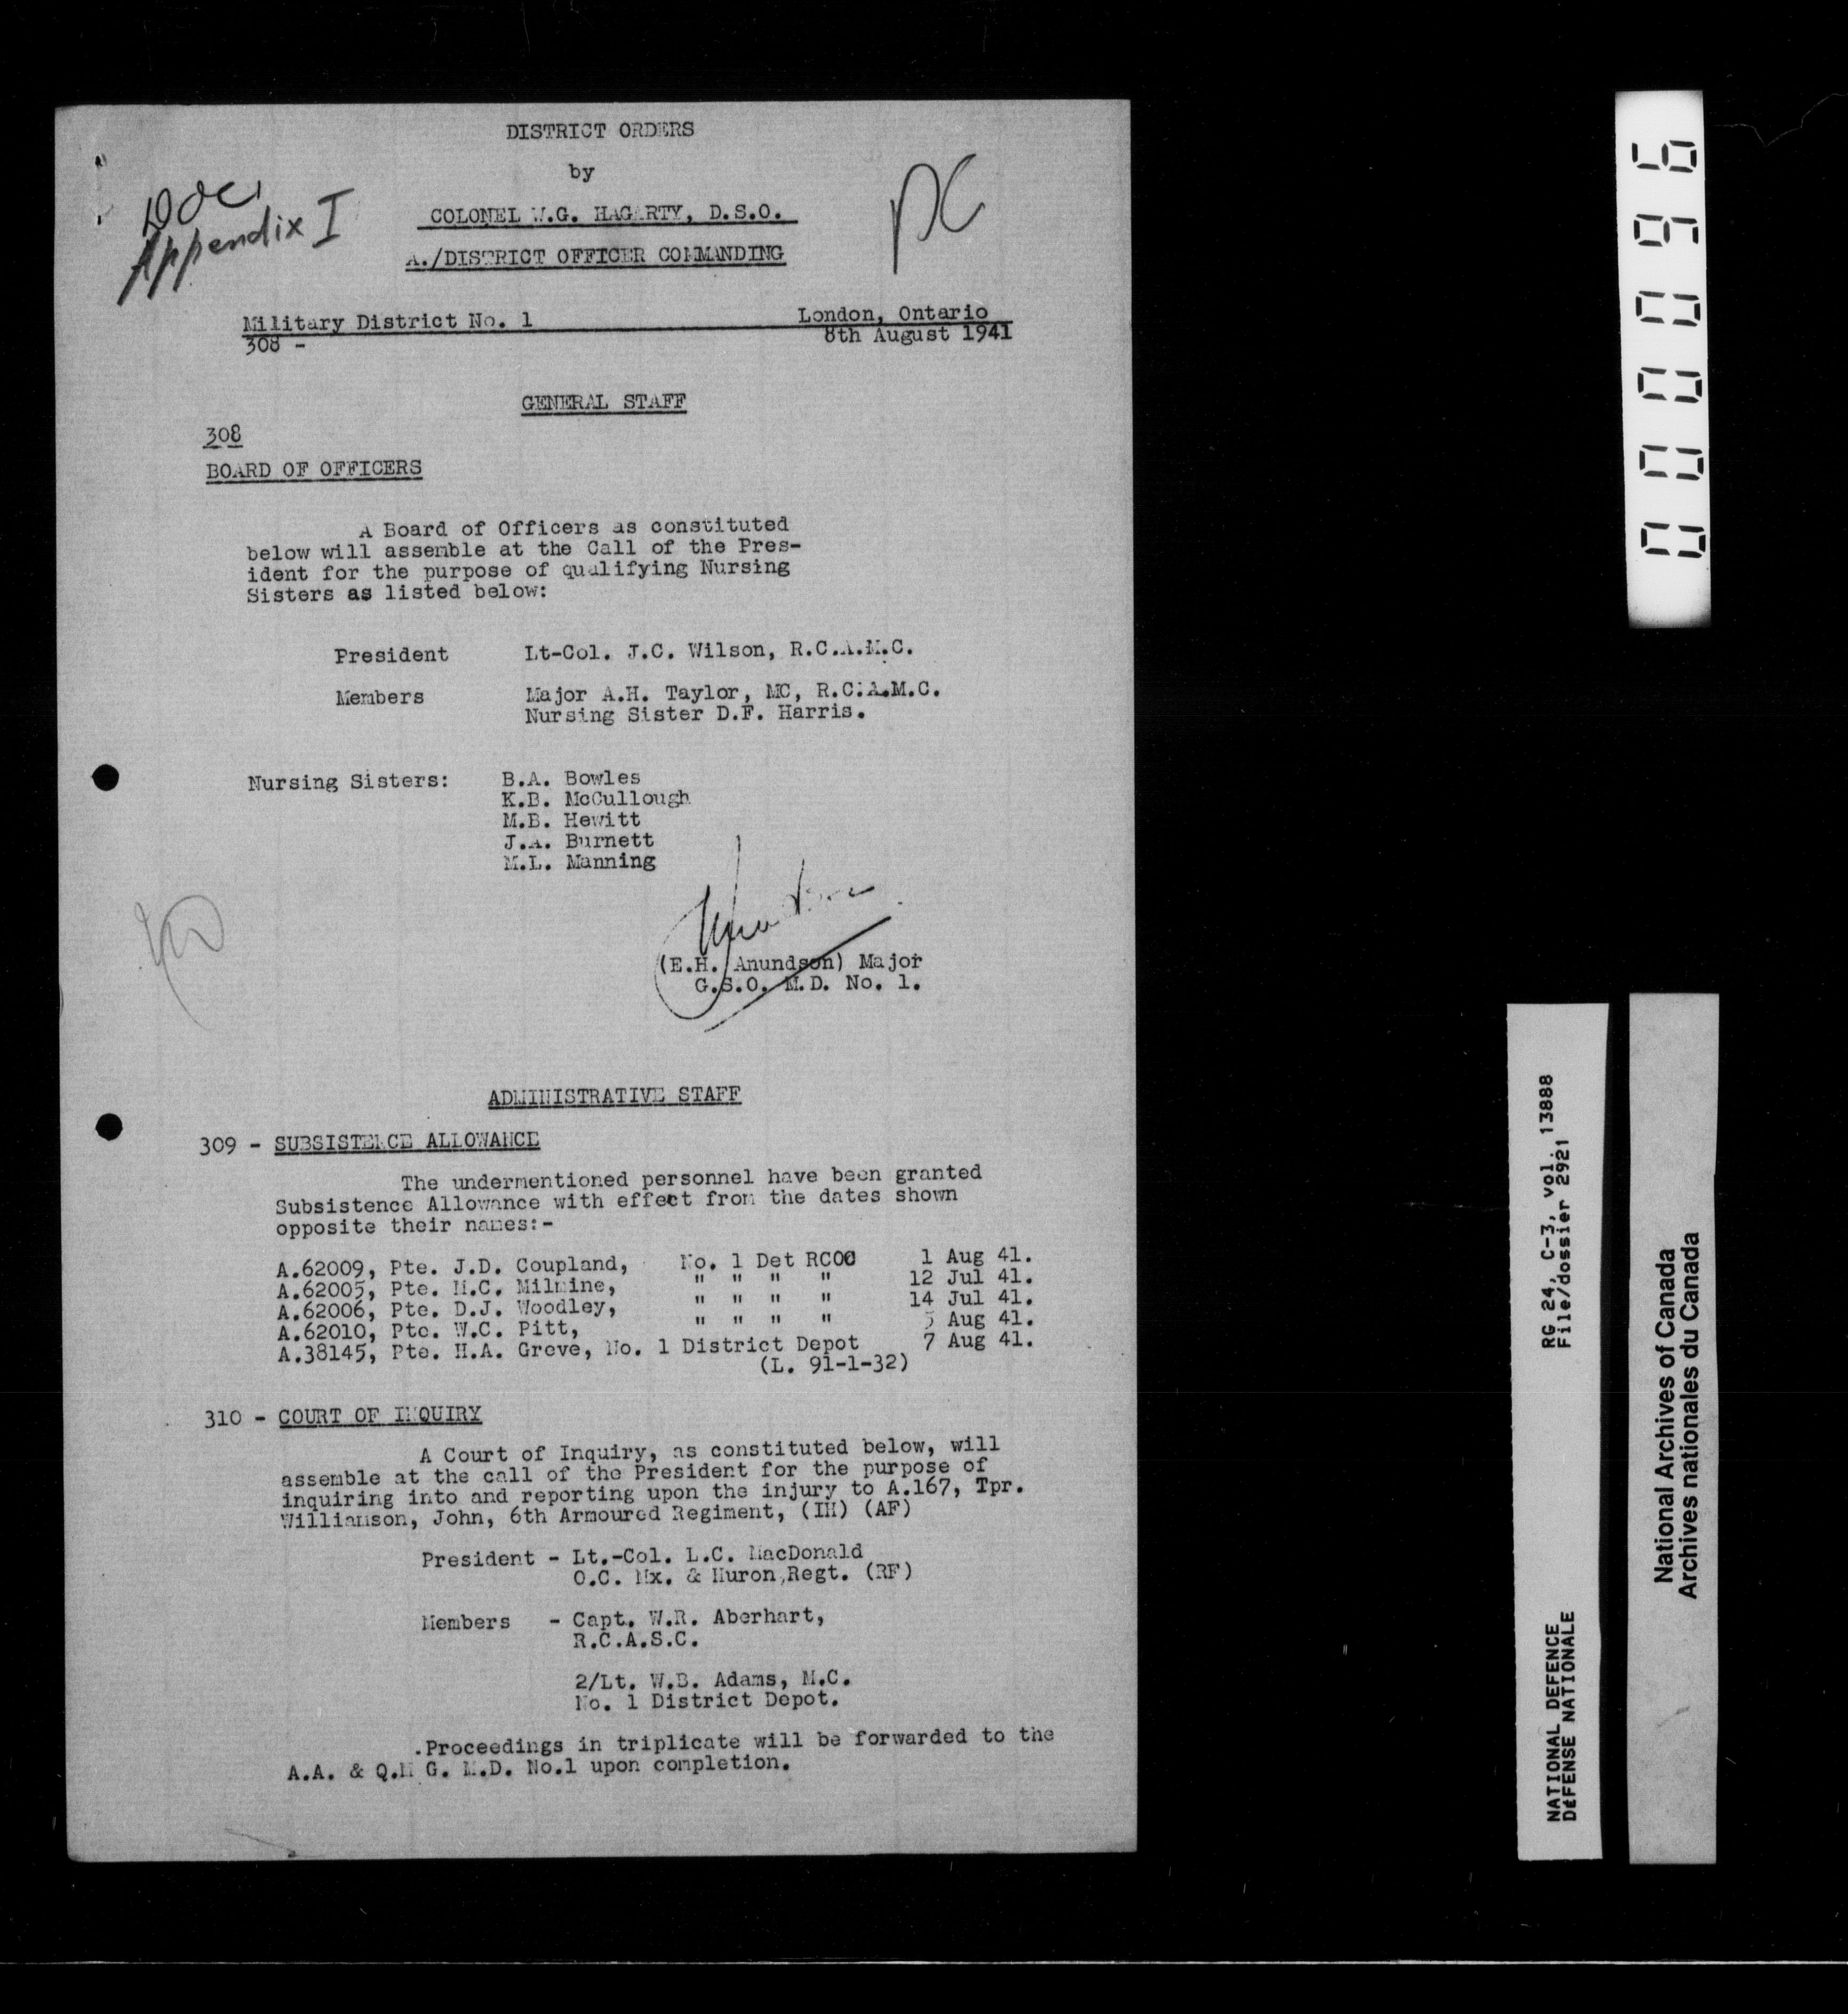 DISTRICT ORDERS
by
COLONEL W.G. HAGARTY, D.S.O.
A./DISTRICT OFFICER COMMANDING
Doc.
Appendix I
Military District No. 1 London, Ontario
308 - 8th August 1941
GENERAL STAFF
308
BOARD OF OFFICERS
A Board of Officers as constituted
below will assemble at the Call of the Pres-
ident for the purpose of qualifying Nursing
Sisters as listed below:
President Lt-Col. J.C. Wilson, R.C.A.M.C.
Members Major A.H. Taylor, MC, R.C.A.M.C.
Nursing Sister D.F. Harris.
Nursing Sisters: B.A. Bowles
K.B. McCullough
M.B. Hewitt
J.A. Burnett
M.L. Manning
(E.H. Anundson) Major
G.S.O. M.D. No. 1.
ADMINISTRATIVE STAFF
309 - SUBSISTENCE ALLOWANCE
The undermentioned personnel have been granted
Subsistence Allowance with effect from the dates shown
opposite their names:-
A.62009, Pte. J.D. Coupland, No. 1 Det RCOC 1 Aug 41.
A.62005, Pte. H.C. Milmine, " " " " 12 Jul 41.
A.62006, Pte. D.J. Woodley, " " " " 14 Jul 41.
A.62010, Pte. W.C. Pitt, " " " " 5 Aug 41.
A.38145, Pte. H.A. Grove, No. 1 District Depot 7 Aug 41.
(L. 91-1-32)
310 - COURT OF INQUIRY
A Court of Inquiry, as constituted below, will
assemble at the call of the President for the purpose of
inquiring into and reporting upon the injury to A.167, Tpr.
Williamson, John, 6th Armoured Regiment, (1H) (AF)
President - Lt.-Col. L.C. MacDonald
O.C. Mx. & Huron Regt. (RF)
Members - Capt. W.R. Aberhart,
R.C.A.S.C.
2/Lt. W.B. Adams, M.C.
No. 1 District Depot.
.Proceedings in triplicate will be forwarded to the
A.A. & Q.M G. M.D. No.1 upon completion.
000096
RG 24, C-3, vol. 13888
File/dossier 2921
NATIONAL DEFENCE
DÉFENSE NATIONALE
National Archives of Canada
Archives nationales du Canada